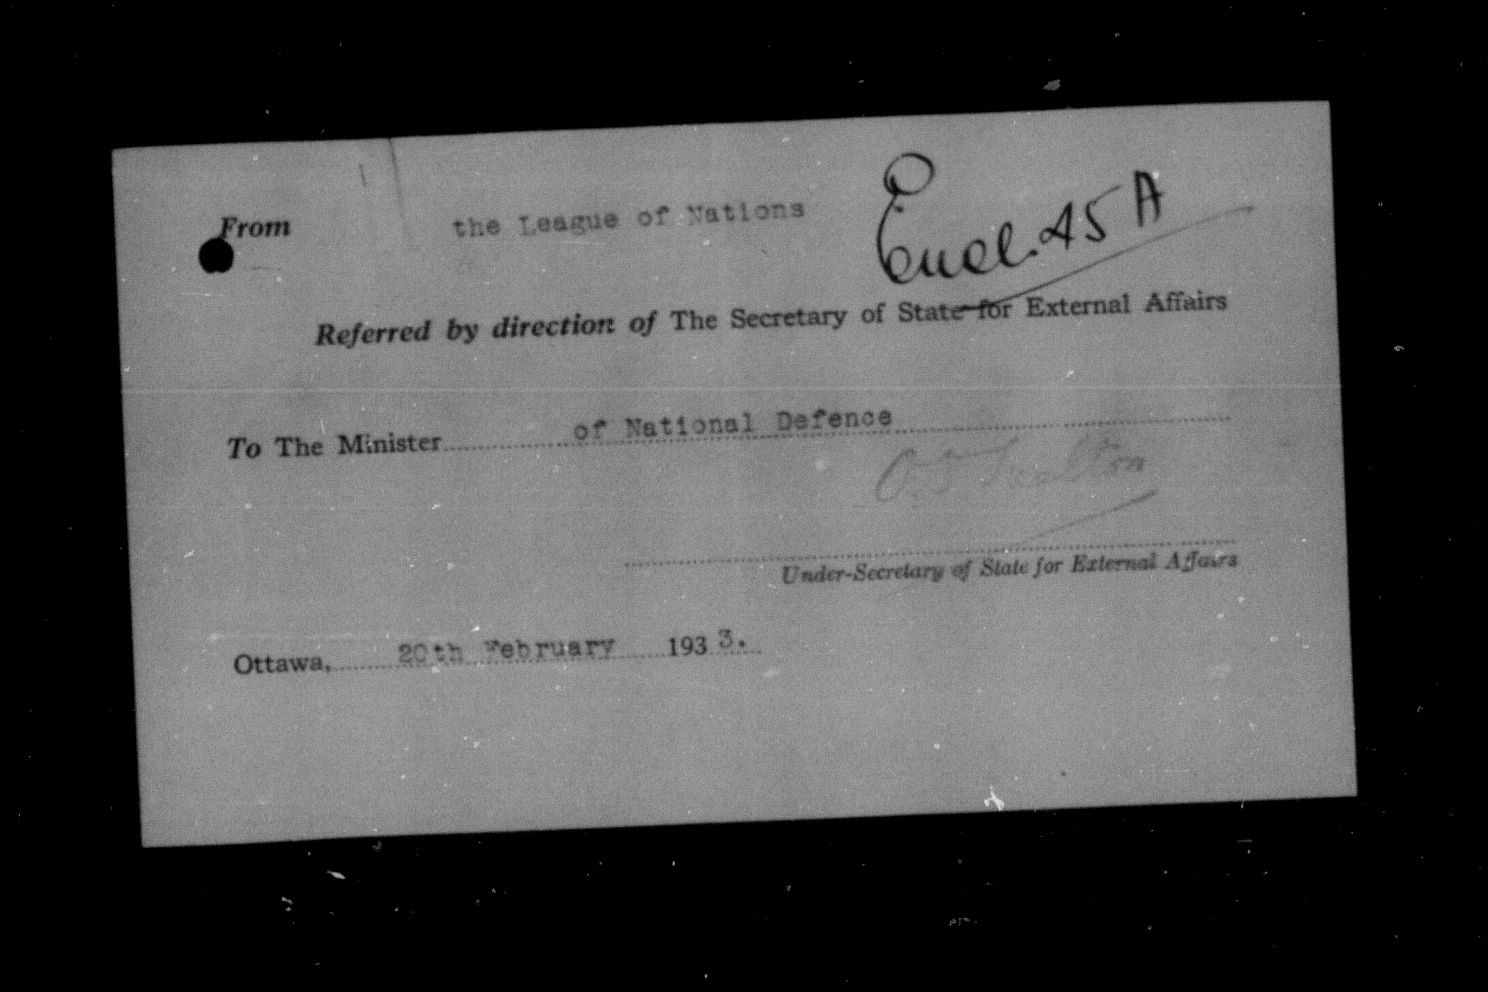 Encl. 45 A
From the League of Nations
Referred by direction of The Secretary of State for External Affairs
To The Minister of National Defence
Under-Secretary of State for External Affairs
Ottawa, 20th February 1933.